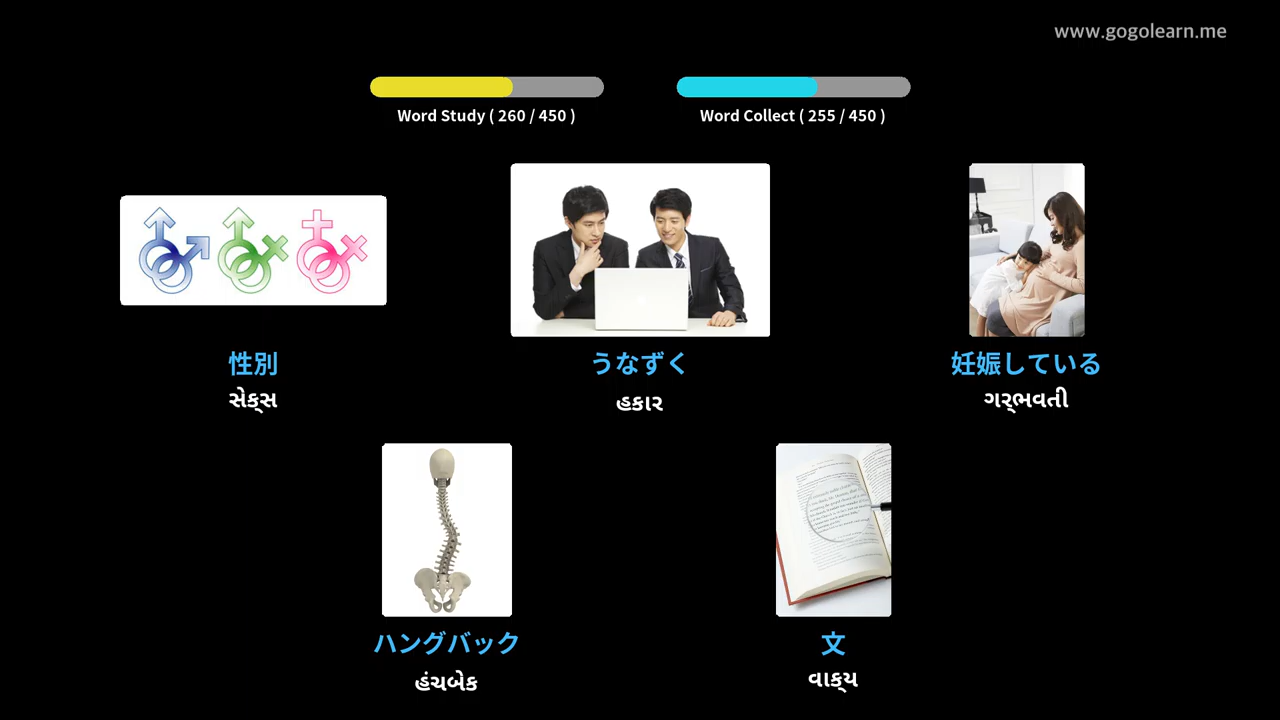 www.gogolearn.me
Word Study ( 260 / 450 )
Word Collect ( 255 / 450 )
性別
સેક્સ
うなずく
હકાર
妊娠している
ગર્ભવતી
ハングバック
હંચબેક
文
વાક્ય